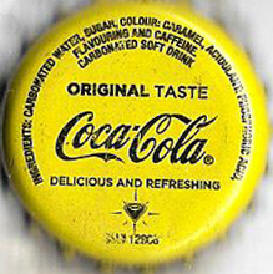 INGREDIENTS: CARBONATED WATER, SUGAR, COLOUR: CARAMEL, ACIDULANT PHOSPHORIC ACID,
FLAVOURING AND CAFFEINE.
CARBONATED SOFT DRINK
ORIGINAL TASTE
Coca-Cola®
DELICIOUS AND REFRESHING